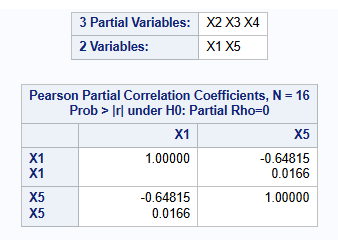 3 Partial Variables: X2 X3 X4
2 Variables: X1 X5
Pearson Partial Correlation Coefficients, N = 16
Prob > |r| under H0: Partial Rho=0
X1 X5
X1 1.00000 -0.64815
X1 0.0166
X5 -0.64815 1.00000
X5 0.0166